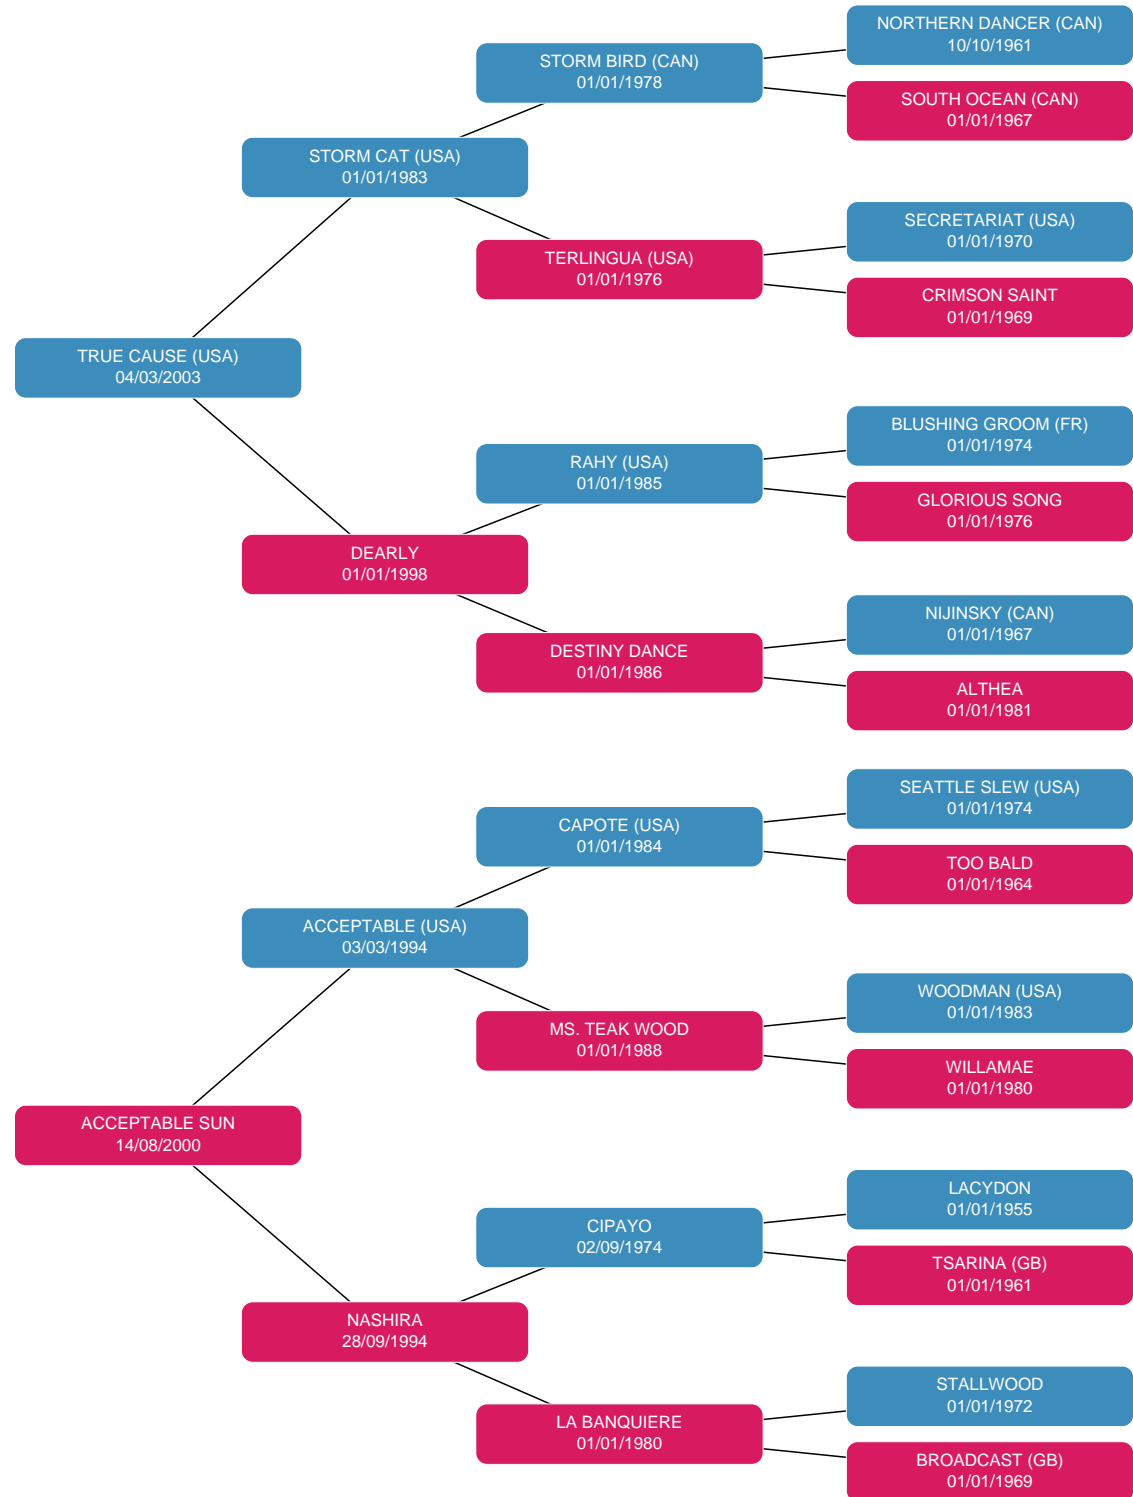 NORTHERN DANCER (CAN)
10/10/1961
STORM BIRD (CAN)
01/01/1978
SOUTH OCEAN (CAN)
01/01/1967
STORM CAT (USA)
01/01/1983
SECRETARIAT (USA)
01/01/1970
TERLINGUA (USA)
01/01/1976
CRIMSON SAINT
01/01/1969
TRUE CAUSE (USA)
04/03/2003
BLUSHING GROOM (FR)
01/01/1974
RAHY (USA)
01/01/1985
GLORIOUS SONG
01/01/1976
DEARLY
01/01/1998
NIJINSKY (CAN)
01/01/1967
DESTINY DANCE
01/01/1986
ALTHEA
01/01/1981
SEATTLE SLEW (USA)
01/01/1974
CAPOTE (USA)
01/01/1984
TOO BALD
01/01/1964
ACCEPTABLE (USA)
03/03/1994
WOODMAN (USA)
01/01/1983
MS. TEAK WOOD
01/01/1988
WILLAMAE
01/01/1980
ACCEPTABLE SUN
14/08/2000
LACYDON
01/01/1955
CIPAYO
02/09/1974
TSARINA (GB)
01/01/1961
NASHIRA
28/09/1994
STALLWOOD
01/01/1972
LA BANQUIERE
01/01/1980
BROADCAST (GB)
01/01/1969